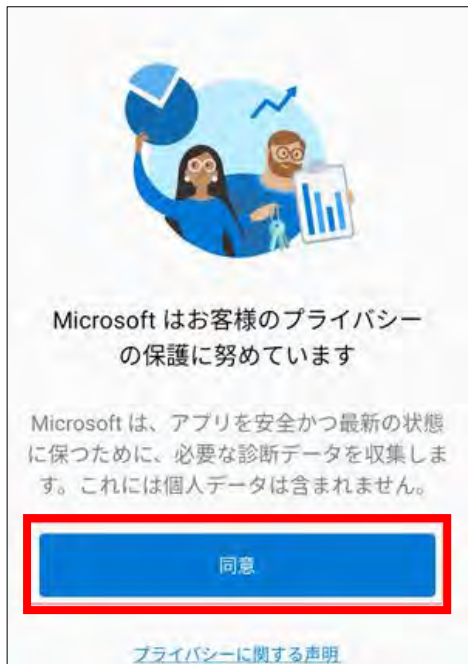 Microsoft はお客様のプライバシー
の保護に努めています
Microsoft は、アプリを安全かつ最新の状態
に保つために、必要な診断データを収集しま
す。これには個人データは含まれません。
同意
プライバシーに関する声明